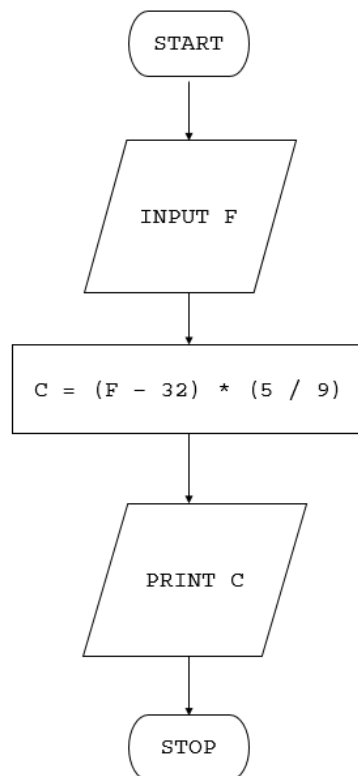 START
INPUT F
C = (F – 32) * (5 / 9)
PRINT C
STOP